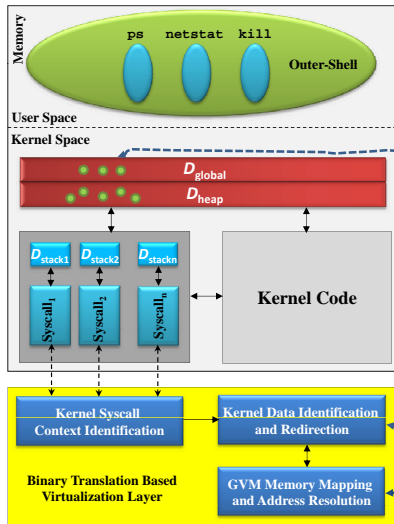 Memory
ps netstat kill
Outer-Shell
User Space
Kernel Space
Dglobal
Dheap
Dstack1 Dstack2 Dstackn
Syscall1 Syscall2 Syscalln
Kernel Code
Kernel Syscall
Context Identification
Kernel Data Identification
and Redirection
Binary Translation Based
Virtualization Layer
GVM Memory Mapping
and Address Resolution